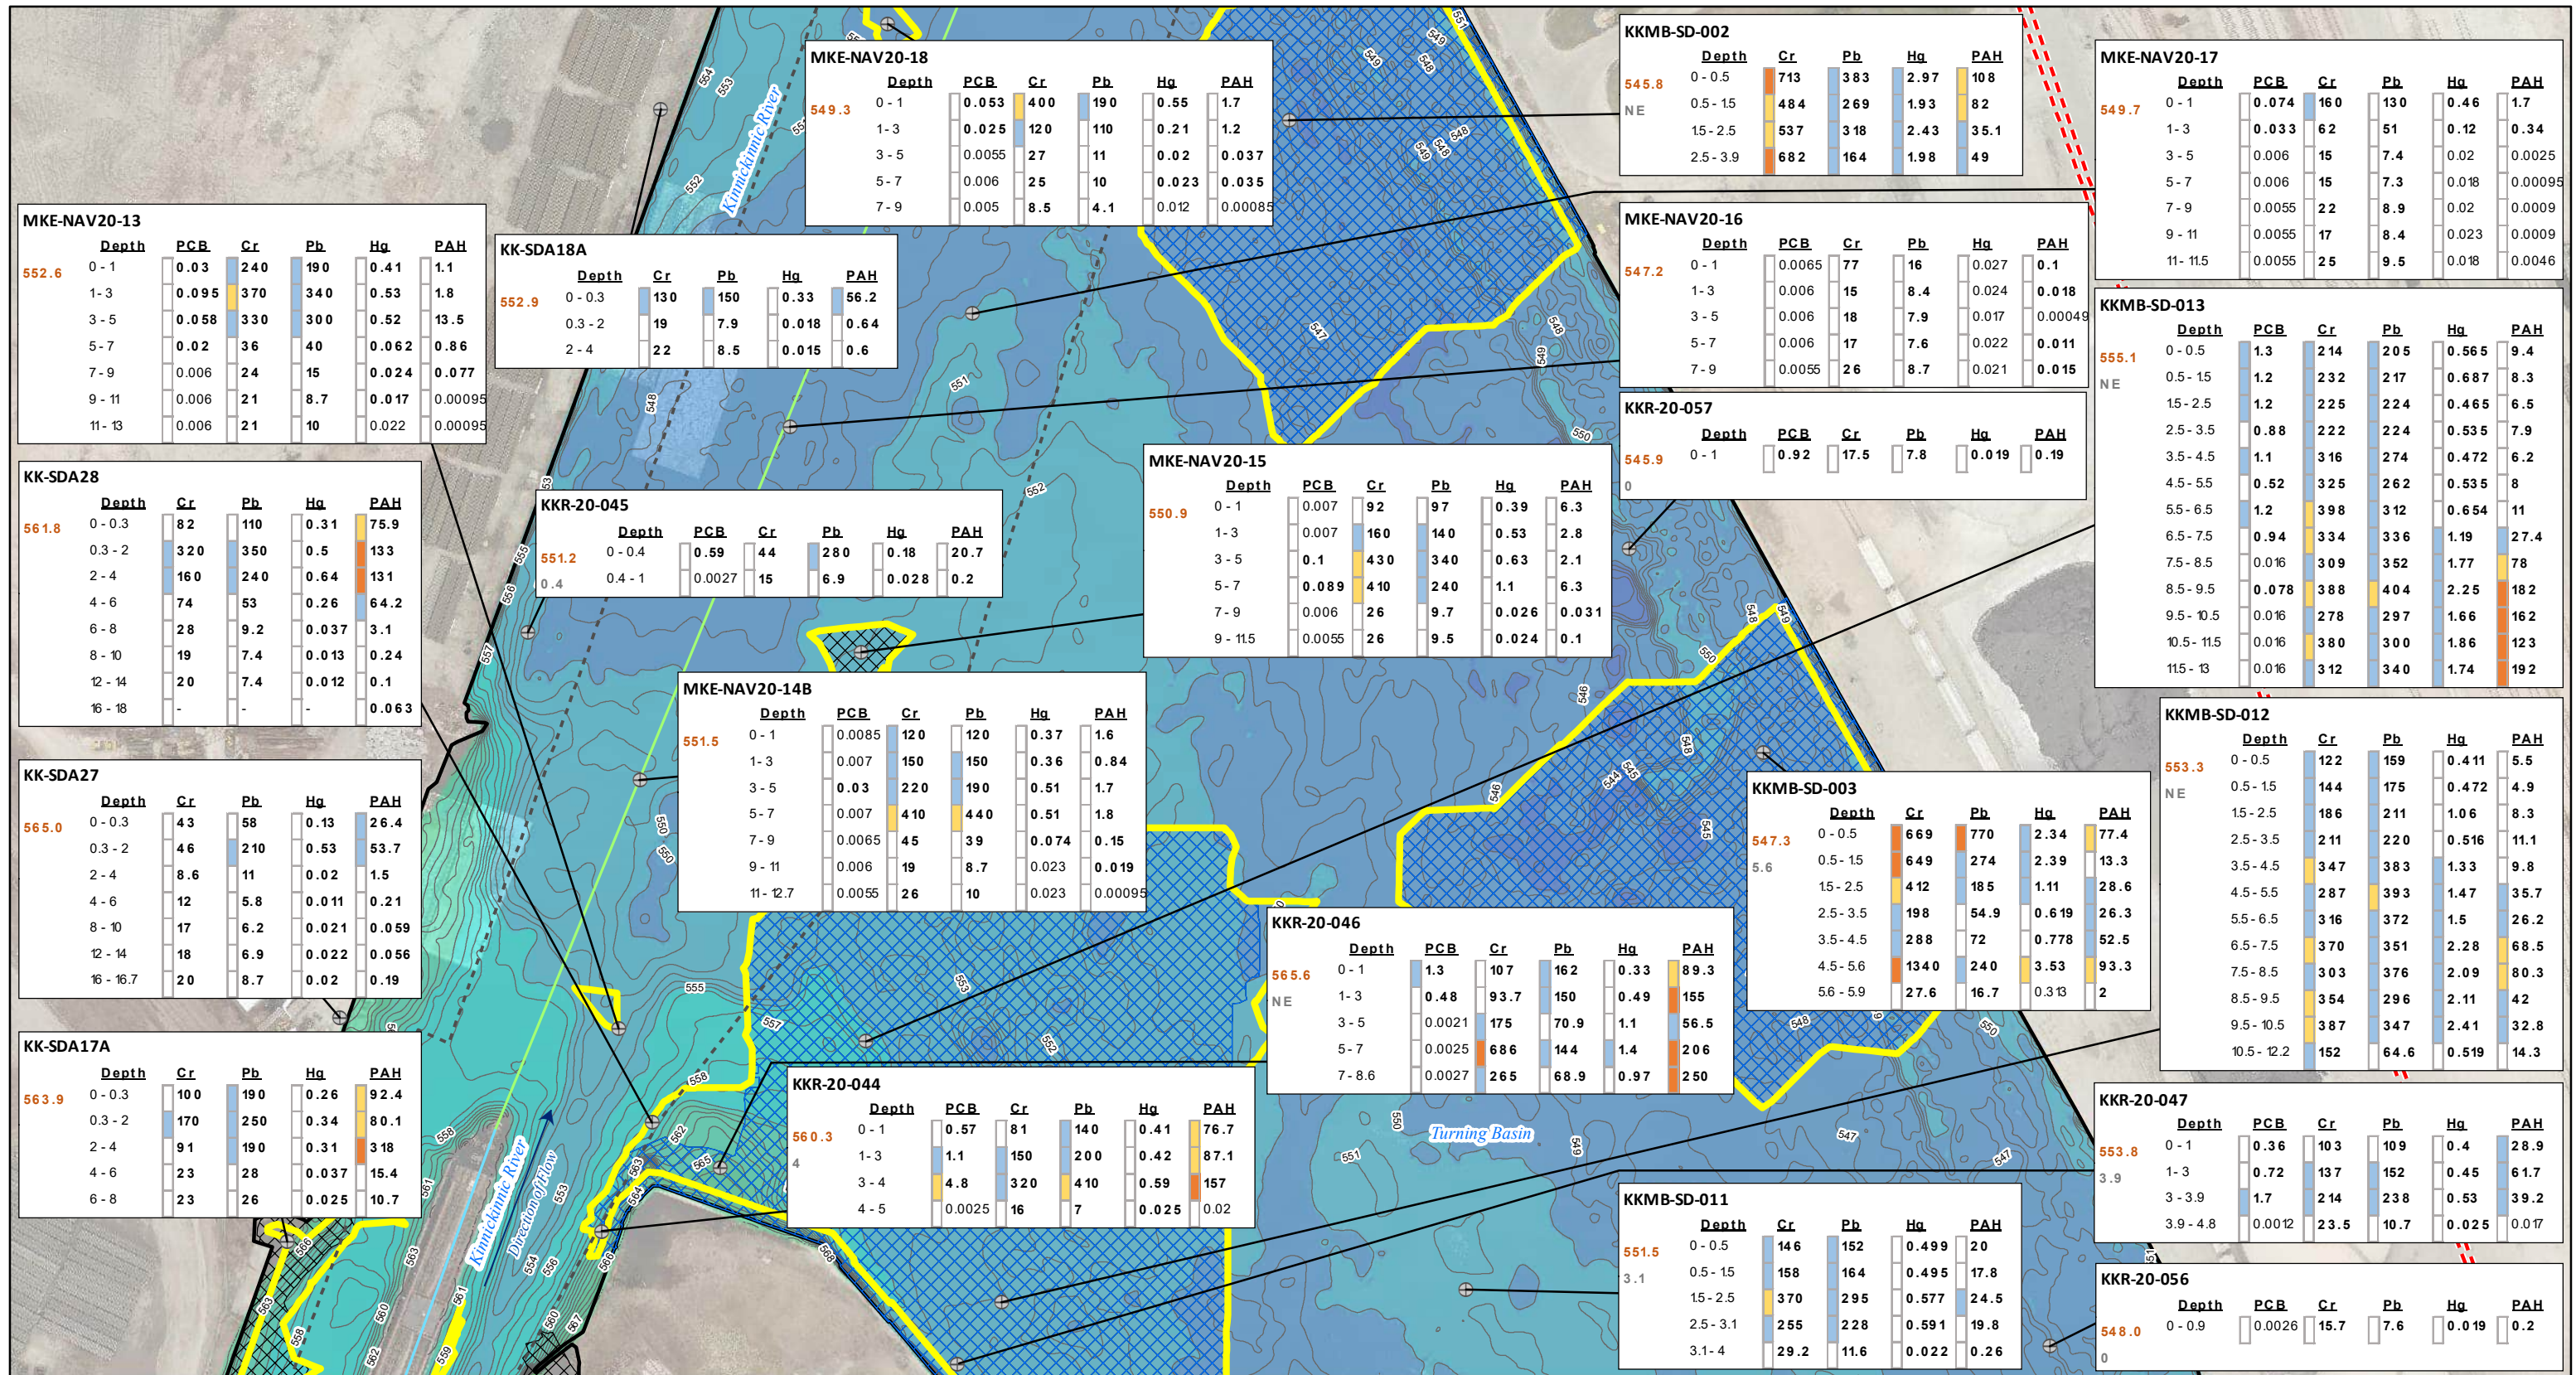 MKE-NAV20-18
Depth PCB Cr Pb Hg PAH
549.3
0 - 1 0.053 400 190 0.55 1.7
1 - 3 0.025 120 110 0.21 1.2
3 - 5 0.0055 27 11 0.02 0.037
5 - 7 0.006 25 10 0.023 0.035
7 - 9 0.005 8.5 4.1 0.012 0.00085
KKMB-SD-002
Depth Cr Pb Hg PAH
545.8
NE
0 - 0.5 713 383 2.97 108
0.5 - 1.5 484 269 1.93 82
1.5 - 2.5 537 318 2.43 35.1
2.5 - 3.9 682 164 1.98 49
MKE-NAV20-17
Depth PCB Cr Pb Hg PAH
549.7
0 - 1 0.074 160 130 0.46 1.7
1 - 3 0.033 62 51 0.12 0.34
3 - 5 0.006 15 7.4 0.02 0.0025
5 - 7 0.006 15 7.3 0.018 0.00095
7 - 9 0.0055 22 8.9 0.02 0.0009
9 - 11 0.0055 17 8.4 0.023 0.0009
11 - 11.5 0.0055 25 9.5 0.018 0.0046
MKE-NAV20-13
Depth PCB Cr Pb Hg PAH
552.6
0 - 1 0.03 240 190 0.41 1.1
1 - 3 0.095 370 340 0.53 1.8
3 - 5 0.058 330 300 0.52 13.5
5 - 7 0.02 36 40 0.062 0.86
7 - 9 0.006 24 15 0.024 0.077
9 - 11 0.006 21 8.7 0.017 0.00095
11 - 13 0.006 21 10 0.022 0.00095
KK-SDA18A
Depth Cr Pb Hg PAH
552.9
0 - 0.3 130 150 0.33 56.2
0.3 - 2 19 7.9 0.018 0.64
2 - 4 22 8.5 0.015 0.6
MKE-NAV20-16
Depth PCB Cr Pb Hg PAH
547.2
0 - 1 0.0065 77 16 0.027 0.1
1 - 3 0.006 15 8.4 0.024 0.018
3 - 5 0.006 18 7.9 0.017 0.00049
5 - 7 0.006 17 7.6 0.022 0.011
7 - 9 0.0055 26 8.7 0.021 0.015
KKMB-SD-013
Depth PCB Cr Pb Hg PAH
555.1
NE
0 - 0.5 1.3 214 205 0.565 9.4
0.5 - 1.5 1.2 232 217 0.687 8.3
1.5 - 2.5 1.2 225 224 0.465 6.5
2.5 - 3.5 0.88 222 224 0.535 7.9
3.5 - 4.5 1.1 316 274 0.472 6.2
4.5 - 5.5 0.52 325 262 0.535 8
5.5 - 6.5 1.2 398 312 0.654 11
6.5 - 7.5 0.94 334 336 1.19 27.4
7.5 - 8.5 0.016 309 352 1.77 78
8.5 - 9.5 0.078 388 404 2.25 182
9.5 - 10.5 0.016 278 297 1.66 162
10.5 - 11.5 0.016 380 300 1.86 123
11.5 - 13 0.016 312 340 1.74 192
KKR-20-057
Depth PCB Cr Pb Hg PAH
545.9
0
0 - 1 0.92 17.5 7.8 0.019 0.19
KK-SDA28
Depth Cr Pb Hg PAH
561.8
0 - 0.3 82 110 0.31 75.9
0.3 - 2 320 350 0.5 133
2 - 4 160 240 0.64 131
4 - 6 74 53 0.26 64.2
6 - 8 28 9.2 0.037 3.1
8 - 10 19 7.4 0.013 0.24
12 - 14 20 7.4 0.012 0.1
16 - 18 - - - 0.063
KKR-20-045
Depth PCB Cr Pb Hg PAH
551.2
0.4
0 - 0.4 0.59 44 280 0.18 20.7
0.4 - 1 0.0027 15 6.9 0.028 0.2
MKE-NAV20-15
Depth PCB Cr Pb Hg PAH
550.9
0 - 1 0.007 92 97 0.39 6.3
1 - 3 0.007 160 140 0.53 2.8
3 - 5 0.1 430 340 0.63 2.1
5 - 7 0.089 410 240 1.1 6.3
7 - 9 0.006 26 9.7 0.026 0.031
9 - 11.5 0.0055 26 9.5 0.024 0.1
MKE-NAV20-14B
Depth PCB Cr Pb Hg PAH
551.5
0 - 1 0.0085 120 120 0.37 1.6
1 - 3 0.007 150 150 0.36 0.84
3 - 5 0.03 220 190 0.51 1.7
5 - 7 0.007 410 440 0.51 1.8
7 - 9 0.0065 45 39 0.074 0.15
9 - 11 0.006 19 8.7 0.023 0.019
11 - 12.7 0.0055 26 10 0.023 0.00095
KKMB-SD-012
Depth Cr Pb Hg PAH
553.3
NE
0 - 0.5 122 159 0.411 5.5
0.5 - 1.5 144 175 0.472 4.9
1.5 - 2.5 186 211 1.06 8.3
2.5 - 3.5 211 220 0.516 11.1
3.5 - 4.5 347 383 1.33 9.8
4.5 - 5.5 287 393 1.47 35.7
5.5 - 6.5 316 372 1.5 26.2
6.5 - 7.5 370 351 2.28 68.5
7.5 - 8.5 303 376 2.09 80.3
8.5 - 9.5 354 296 2.11 42
9.5 - 10.5 387 347 2.41 32.8
10.5 - 12.2 152 64.6 0.519 14.3
KK-SDA27
Depth Cr Pb Hg PAH
565.0
0 - 0.3 43 58 0.13 26.4
0.3 - 2 46 210 0.53 53.7
2 - 4 8.6 11 0.02 1.5
4 - 6 12 5.8 0.011 0.21
8 - 10 17 6.2 0.021 0.059
12 - 14 18 6.9 0.022 0.056
16 - 16.7 20 8.7 0.02 0.19
KKMB-SD-003
Depth Cr Pb Hg PAH
547.3
5.6
0 - 0.5 669 770 2.34 77.4
0.5 - 1.5 649 274 2.39 13.3
1.5 - 2.5 412 185 1.11 28.6
2.5 - 3.5 198 54.9 0.619 26.3
3.5 - 4.5 288 72 0.778 52.5
4.5 - 5.6 1340 240 3.53 93.3
5.6 - 5.9 27.6 16.7 0.313 2
KKR-20-046
Depth PCB Cr Pb Hg PAH
565.6
NE
0 - 1 1.3 107 162 0.33 89.3
1 - 3 0.48 93.7 150 0.49 155
3 - 5 0.0021 175 70.9 1.1 56.5
5 - 7 0.0025 686 144 1.4 206
7 - 8.6 0.0027 265 68.9 0.97 250
KK-SDA17A
Depth Cr Pb Hg PAH
563.9
0 - 0.3 100 190 0.26 92.4
0.3 - 2 170 250 0.34 80.1
2 - 4 91 190 0.31 318
4 - 6 23 28 0.037 15.4
6 - 8 23 26 0.025 10.7
KKR-20-044
Depth PCB Cr Pb Hg PAH
560.3
4
0 - 1 0.57 81 140 0.41 76.7
1 - 3 1.1 150 200 0.42 87.1
3 - 4 4.8 320 410 0.59 157
4 - 5 0.0025 16 7 0.025 0.02
KKR-20-047
Depth PCB Cr Pb Hg PAH
553.8
3.9
0 - 1 0.36 103 109 0.4 28.9
1 - 3 0.72 137 152 0.45 61.7
3 - 3.9 1.7 214 238 0.53 39.2
3.9 - 4.8 0.0012 23.5 10.7 0.025 0.017
KKMB-SD-011
Depth Cr Pb Hg PAH
551.5
3.1
0 - 0.5 146 152 0.499 20
0.5 - 1.5 158 164 0.495 17.8
1.5 - 2.5 370 295 0.577 24.5
2.5 - 3.1 255 228 0.591 19.8
3.1 - 4 29.2 11.6 0.022 0.26
KKR-20-056
Depth PCB Cr Pb Hg PAH
548.0
0
0 - 0.9 0.0026 15.7 7.6 0.019 0.2
Kinnickinnic River
Turning Basin
Kinnickinnic River
Direction of Flow
554
553
552
551
549
549
548
548
549
548
547
548
549
550
551
552
548
555
556
557
550
550
546
548
549
550
548
545
544
546
545
555
557
553
552
558
562
565
563
564
558
561
553
554
556
566
563
563
558
560
562
561
559
560
567
566
568
550
551
549
547
547
548
550